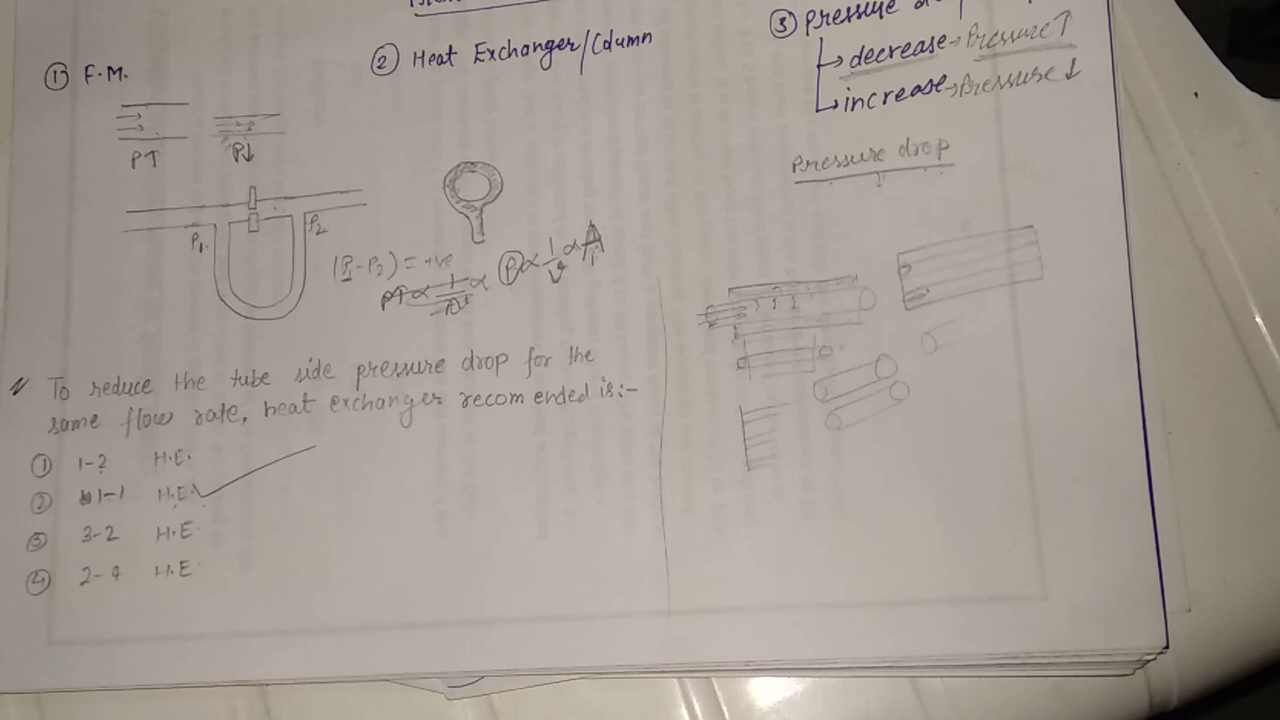 ② Heat Exchanger/Column
③ Pressure
↳ decrease → Pressure ↑
↳ increase → Pressure ↓
① F.M.
P↑ P↓
Pressure drop
P₁ P₂
(P₁-P₂) = +ve
P ∝ 1/V ∝ A
To reduce the tube side pressure drop for the
same flow rate, heat exchanger recomended is:-
① 1-2 H.E.
② 1-1 H.E. ✓
③ 3-2 H.E
④ 2-4 H.E